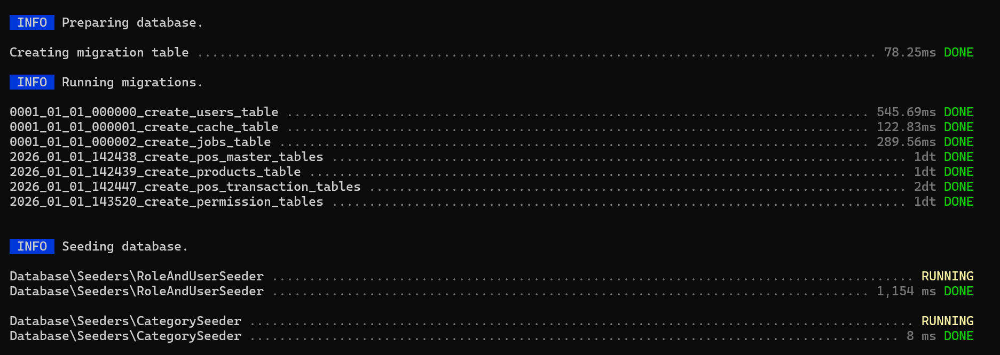 INFO Preparing database.
Creating migration table ........................................................................................... 78.25ms DONE
INFO Running migrations.
0001_01_01_000000_create_users_table .............................................................................. 545.69ms DONE
0001_01_01_000001_create_cache_table .............................................................................. 122.83ms DONE
0001_01_01_000002_create_jobs_table ............................................................................... 289.56ms DONE
2026_01_01_142438_create_pos_master_tables ............................................................................. 1dt DONE
2026_01_01_142439_create_products_table ................................................................................ 1dt DONE
2026_01_01_142447_create_pos_transaction_tables ........................................................................ 2dt DONE
2026_01_01_143520_create_permission_tables ............................................................................. 1dt DONE
INFO Seeding database.
Database\Seeders\RoleAndUserSeeder ...................................................................................... RUNNING
Database\Seeders\RoleAndUserSeeder ................................................................................ 1,154 ms DONE
Database\Seeders\CategorySeeder ......................................................................................... RUNNING
Database\Seeders\CategorySeeder ....................................................................................... 8 ms DONE